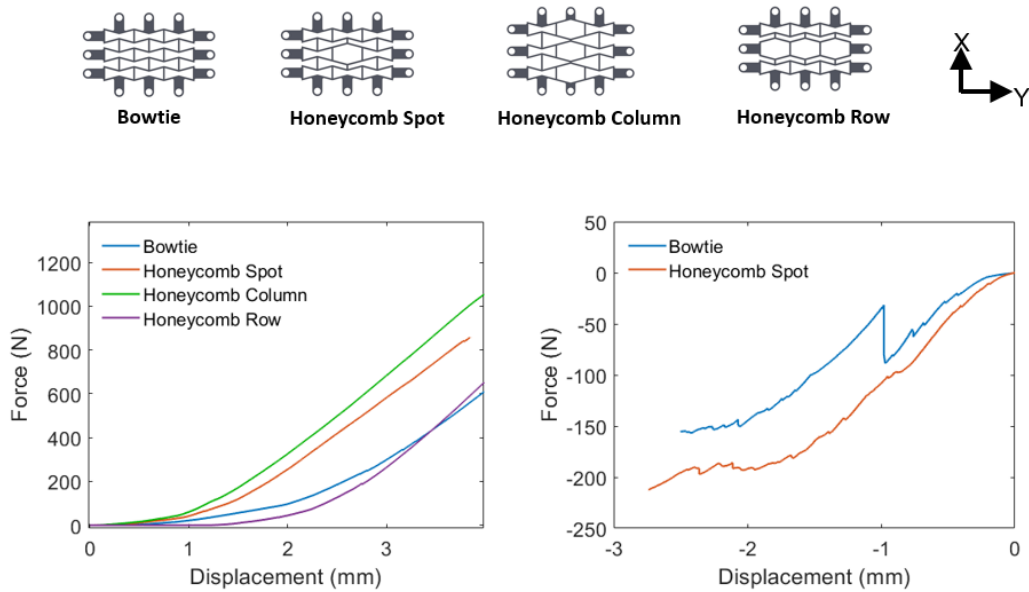 X
Y
Bowtie
Honeycomb Spot
Honeycomb Column
Honeycomb Row
1200
1000
800
600
400
200
0
Force (N)
Bowtie
Honeycomb Spot
Honeycomb Column
Honeycomb Row
0
1
2
3
Displacement (mm)
50
0
-50
-100
-150
-200
-250
Force (N)
Bowtie
Honeycomb Spot
-3
-2
-1
0
Displacement (mm)